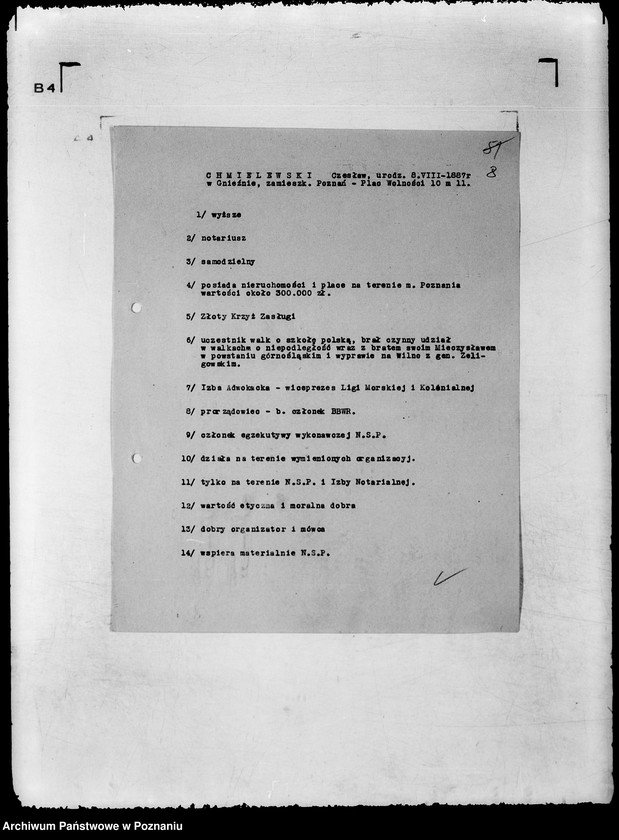 B4
51
8
C H M I E L E W S K I Czesław, urodz. 8.VIII-1887r
w Gnieźnie, zamieszk. Poznań - Plac Wolności 10 m 11.
1/ wyższe
2/ notariusz
3/ samodzielny
4/ posiada nieruchomości i place na terenie m. Poznania
wartości około 300.000 zł.
5/ Złoty Krzyż Zasługi
6/ uczestnik walk o szkołę polską, brał czynny udział
w walkachm o niepodległość wraz z bratem swoim Mieczysławem
w powstaniu górnośląskim i wyprawie na Wilno z gen. Żeli-
gowskim.
7/ Izba Adwokacka - wiceprezes Ligi Morskiej i Kolonialnej
8/ prorządowiec - b. członek BBWR.
9/ członek egzekutywy wykonawczej N.S.P.
10/ działa na terenie wymienionych organizacyj.
11/ tylko na terenie N.S.P. i Izby Notarialnej.
12/ wartość etyczna i moralna dobra
13/ dobry organizator i mówca
14/ wspiera materialnie N.S.P.
Archiwum Państwowe w Poznaniu